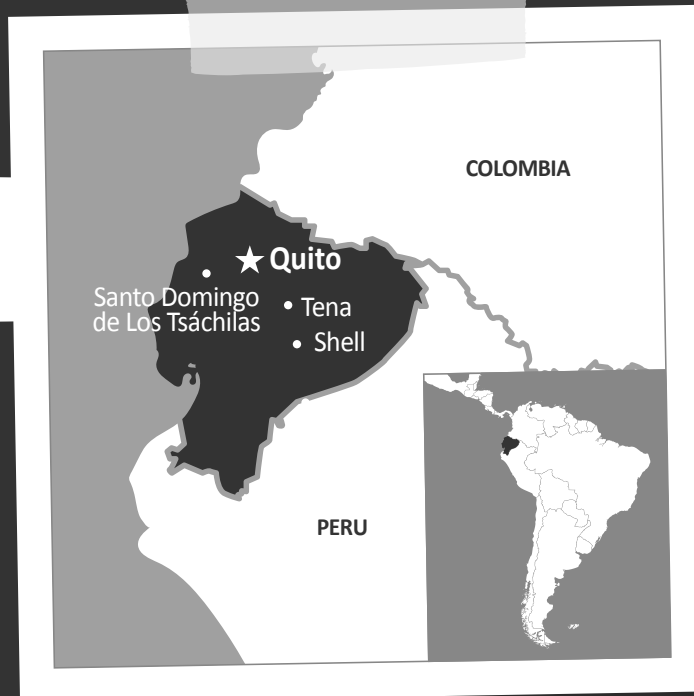 COLOMBIA
Quito
Santo Domingo
de Los Tsáchilas
Tena
Shell
PERU